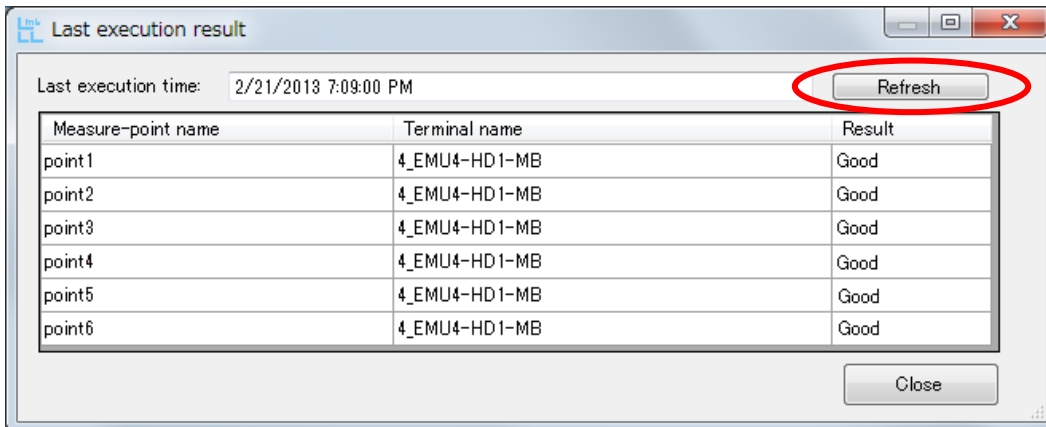 Last execution result
Last execution time: 2/21/2013 7:09:00 PM Refresh
Measure-point name Terminal name Result
point1 4_EMU4-HD1-MB Good
point2 4_EMU4-HD1-MB Good
point3 4_EMU4-HD1-MB Good
point4 4_EMU4-HD1-MB Good
point5 4_EMU4-HD1-MB Good
point6 4_EMU4-HD1-MB Good
Close